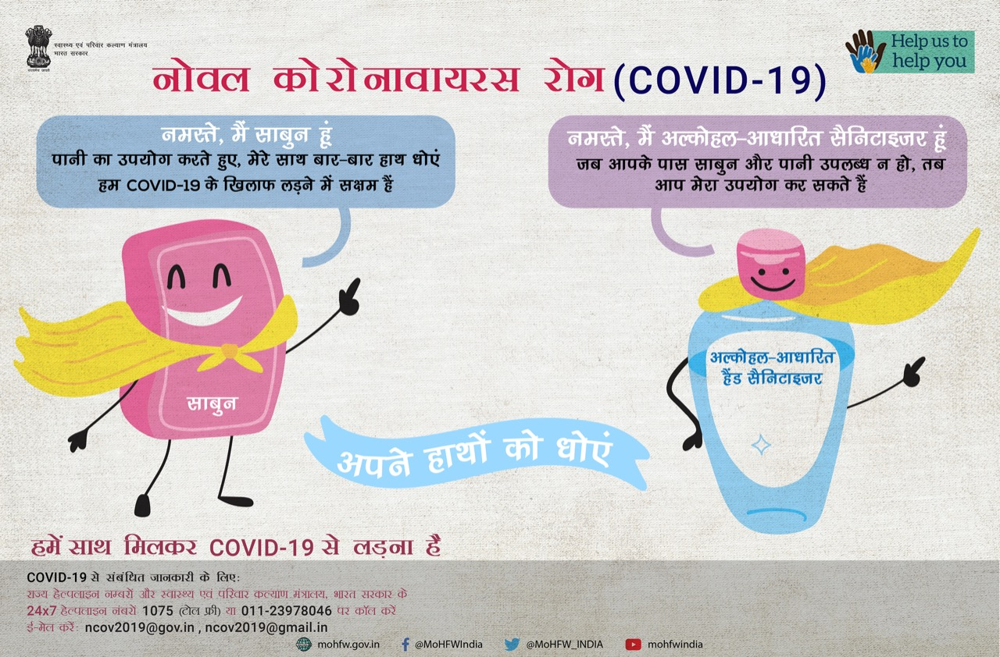 स्वास्थ्य एवं परिवार कल्याण मंत्रालय
भारत सरकार
सत्यमेव जयते
Help us to
help you
नोवल कोरोनावायरस रोग (COVID-19)
नमस्ते, मैं साबुन हूं
पानी का उपयोग करते हुए, मेरे साथ बार-बार हाथ धोएं
हम COVID-19 के खिलाफ लड़ने में सक्षम हैं
नमस्ते, मैं अल्कोहल-आधारित सैनिटाइजर हूं
जब आपके पास साबुन और पानी उपलब्ध न हो, तब
आप मेरा उपयोग कर सकते हैं
साबुन
अल्कोहल-आधारित
हैंड सैनिटाइजर
अपने हाथों को धोएं
हमें साथ मिलकर COVID-19 से लड़ना है
COVID-19 से संबंधित जानकारी के लिए:
राज्य हेल्पलाइन नम्बरों और स्वास्थ्य एवं परिवार कल्याण मंत्रालय, भारत सरकार के
24x7 हेल्पलाइन नंबरों 1075 (टोल फ्री) या 011-23978046 पर कॉल करें
ई-मेल करें: ncov2019@gov.in , ncov2019@gmail.in
mohfw.gov.in @MoHFWIndia @MoHFW_INDIA mohfwindia